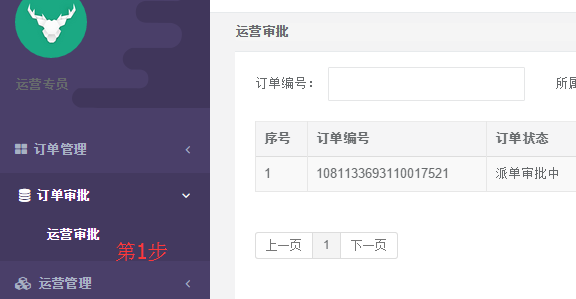 运营专员
订单管理
订单审批
运营审批
第1步
运营管理
运营审批
订单编号：
所属
序号 订单编号 订单状态
1 1081133693110017521 派单审批中
上一页 1 下一页